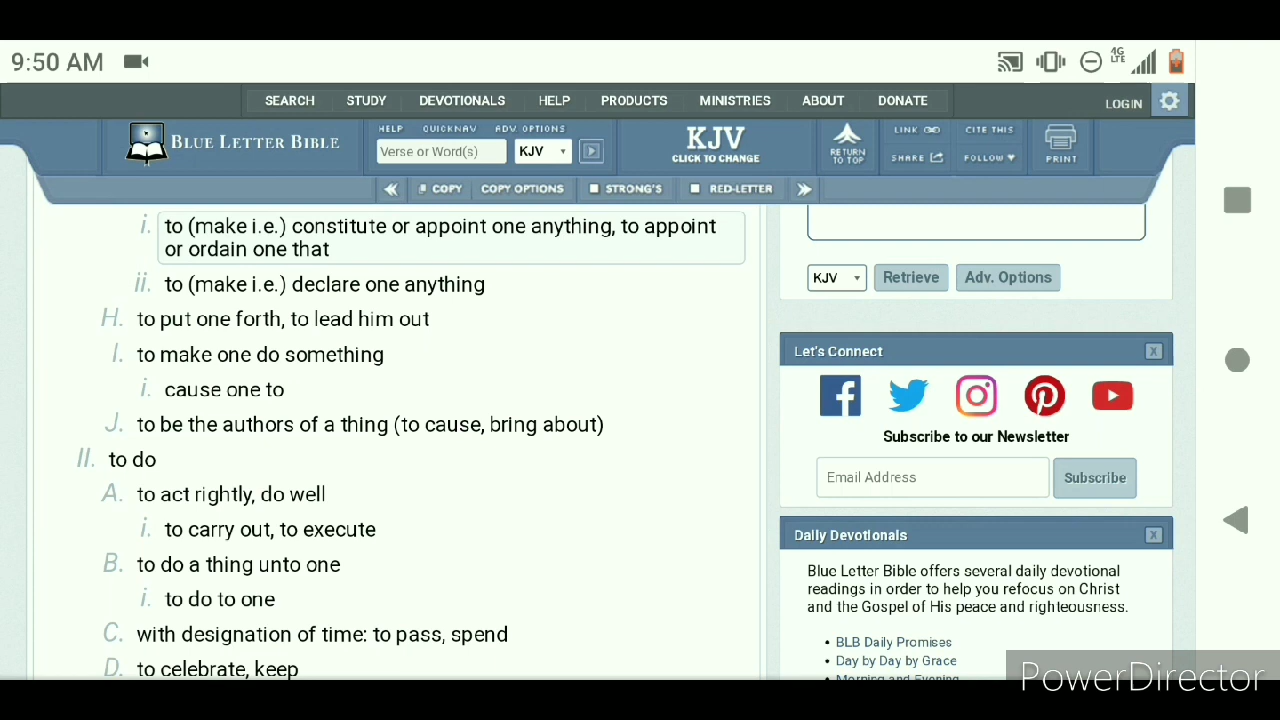 9:50 AM
4G LTE
SEARCH STUDY DEVOTIONALS HELP PRODUCTS MINISTRIES ABOUT DONATE LOGIN
BLUE LETTER BIBLE
HELP QUICKNAV ADV OPTIONS
Verse or Word(s) KJV
KJV
CLICK TO CHANGE
RETURN TO TOP
LINK CITE THIS
SHARE FOLLOW
PRINT
COPY COPY OPTIONS STRONG'S RED-LETTER
i. to (make i.e.) constitute or appoint one anything, to appoint
or ordain one that
ii. to (make i.e.) declare one anything
H. to put one forth, to lead him out
I. to make one do something
i. cause one to
J. to be the authors of a thing (to cause, bring about)
II. to do
A. to act rightly, do well
i. to carry out, to execute
B. to do a thing unto one
i. to do to one
C. with designation of time: to pass, spend
D. to celebrate, keep
KJV Retrieve Adv. Options
Let's Connect X
Subscribe to our Newsletter
Email Address Subscribe
Daily Devotionals X
Blue Letter Bible offers several daily devotional
readings in order to help you refocus on Christ
and the Gospel of His peace and righteousness.
• BLB Daily Promises
• Day by Day by Grace
• Morning and Evening
PowerDirector